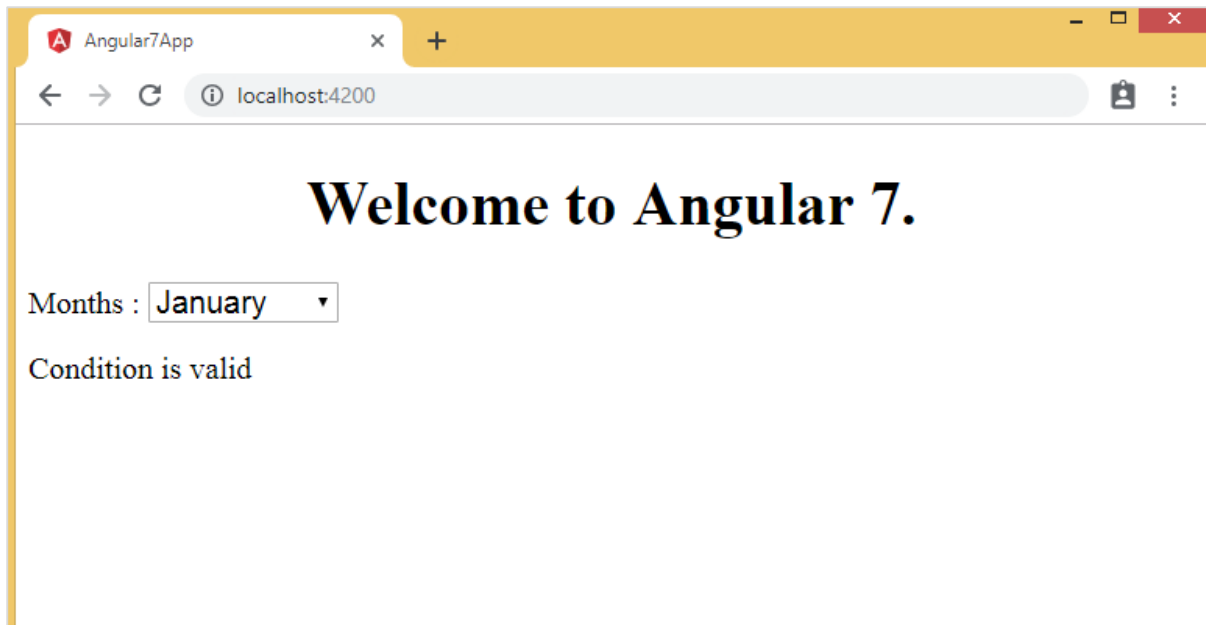 Angular7App
localhost:4200
Welcome to Angular 7.
Months : January
Condition is valid